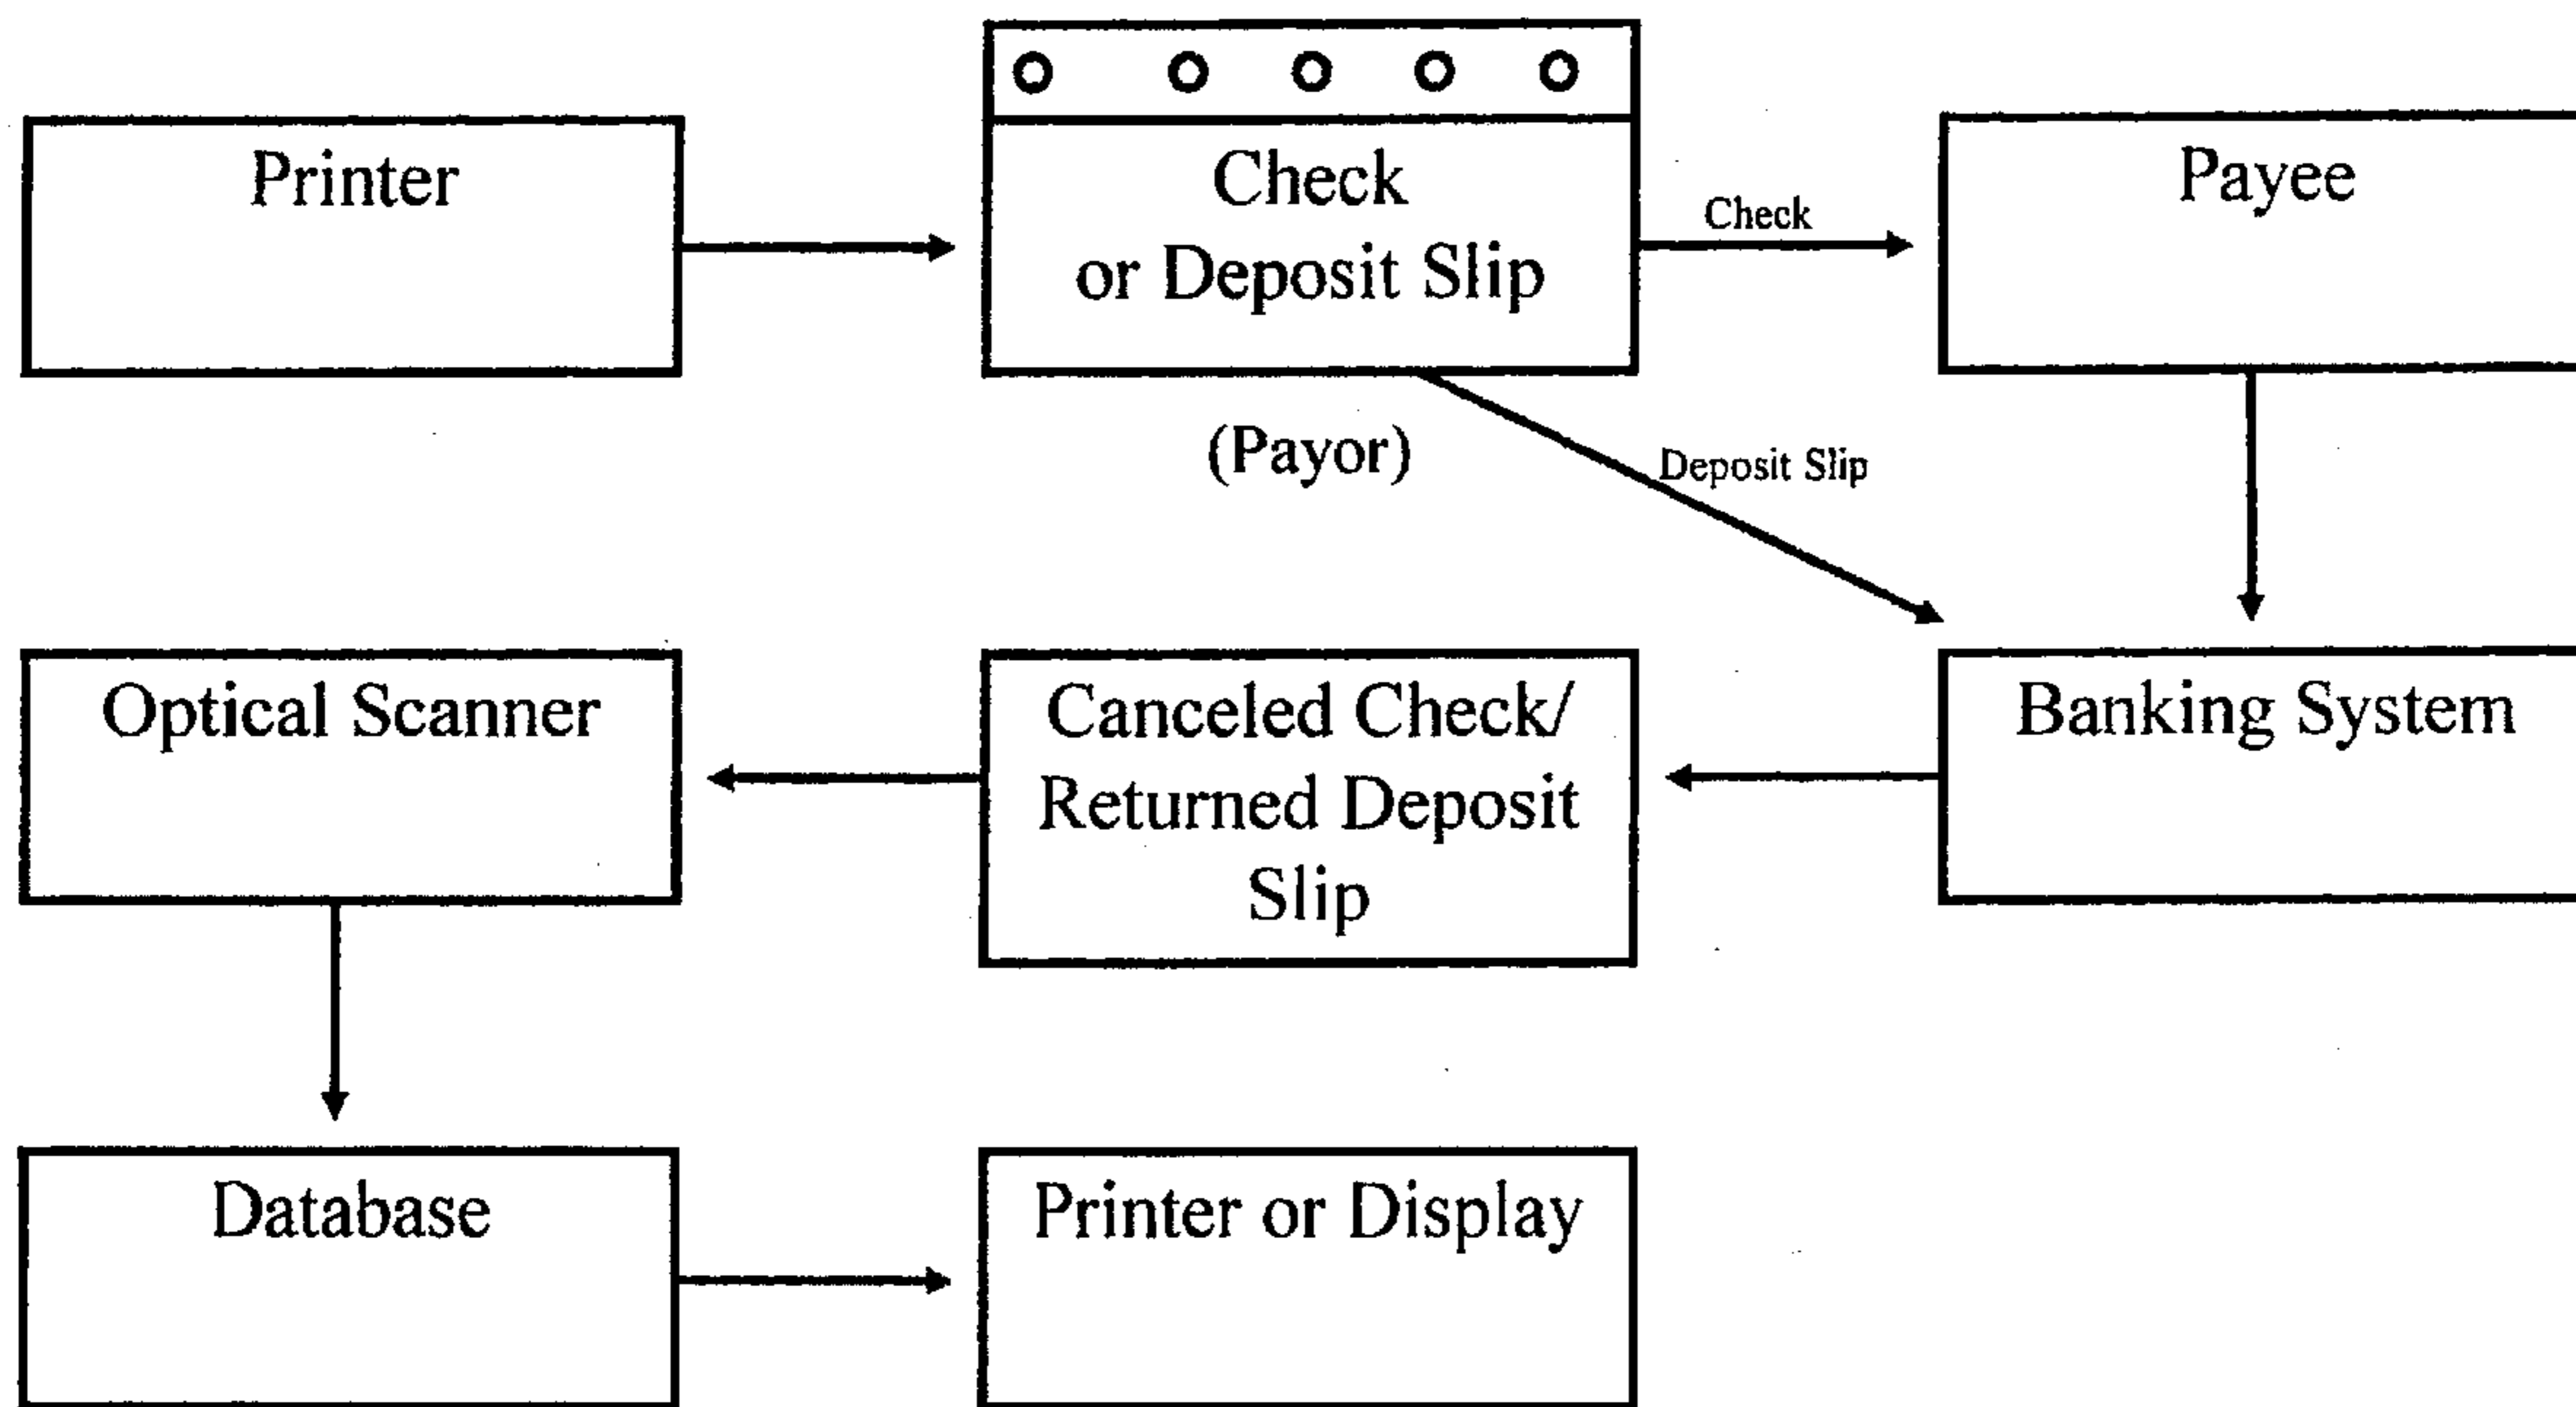 Printer
Check
or Deposit Slip
Check
Payee
(Payor)
Deposit Slip
Optical Scanner
Canceled Check/
Returned Deposit
Slip
Banking System
Database
Printer or Display